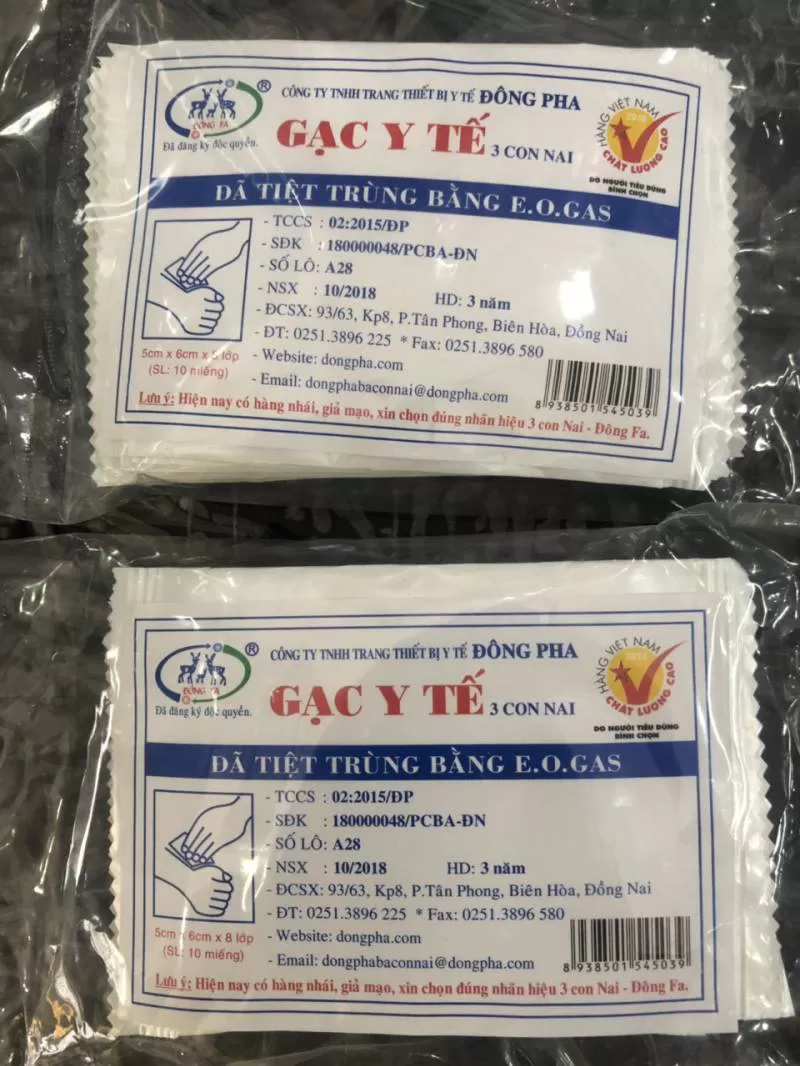 CÔNG TY TNHH TRANG THIẾT BỊ Y TẾ ĐÔNG PHA
®
ĐÔNG FA
Đã đăng ký độc quyền.
GẠC Y TẾ 3 CON NAI
HÀNG VIỆT NAM
2018
CHẤT LƯỢNG CAO
DO NGƯỜI TIÊU DÙNG
BÌNH CHỌN
ĐÃ TIỆT TRÙNG BẰNG E.O.GAS
- TCCS : 02:2015/ĐP
- SĐK : 180000048/PCBA-ĐN
- SỐ LÔ: A28
- NSX : 10/2018 HD: 3 năm
- ĐCSX: 93/63, Kp8, P.Tân Phong, Biên Hòa, Đồng Nai
- ĐT: 0251.3896 225 * Fax: 0251.3896 580
- Website: dongpha.com
- Email: dongphabaconnai@dongpha.com
5cm x 6cm x 8 lớp
(SL: 10 miếng)
8 938501 545039
Lưu ý: Hiện nay có hàng nhái, giả mạo, xin chọn đúng nhãn hiệu 3 con Nai - Đông Fa.
CÔNG TY TNHH TRANG THIẾT BỊ Y TẾ ĐÔNG PHA
®
ĐÔNG FA
Đã đăng ký độc quyền.
GẠC Y TẾ 3 CON NAI
HÀNG VIỆT NAM
CHẤT LƯỢNG CAO
DO NGƯỜI TIÊU DÙNG
BÌNH CHỌN
ĐÃ TIỆT TRÙNG BẰNG E.O.GAS
- TCCS : 02:2015/ĐP
- SĐK : 180000048/PCBA-ĐN
- SỐ LÔ: A28
- NSX : 10/2018 HD: 3 năm
- ĐCSX: 93/63, Kp8, P.Tân Phong, Biên Hòa, Đồng Nai
- ĐT: 0251.3896 225 * Fax: 0251.3896 580
- Website: dongpha.com
- Email: dongphabaconnai@dongpha.com
5cm x 6cm x 8 lớp
(SL: 10 miếng)
8 938501 545039
Lưu ý: Hiện nay có hàng nhái, giả mạo, xin chọn đúng nhãn hiệu 3 con Nai - Đông Fa.